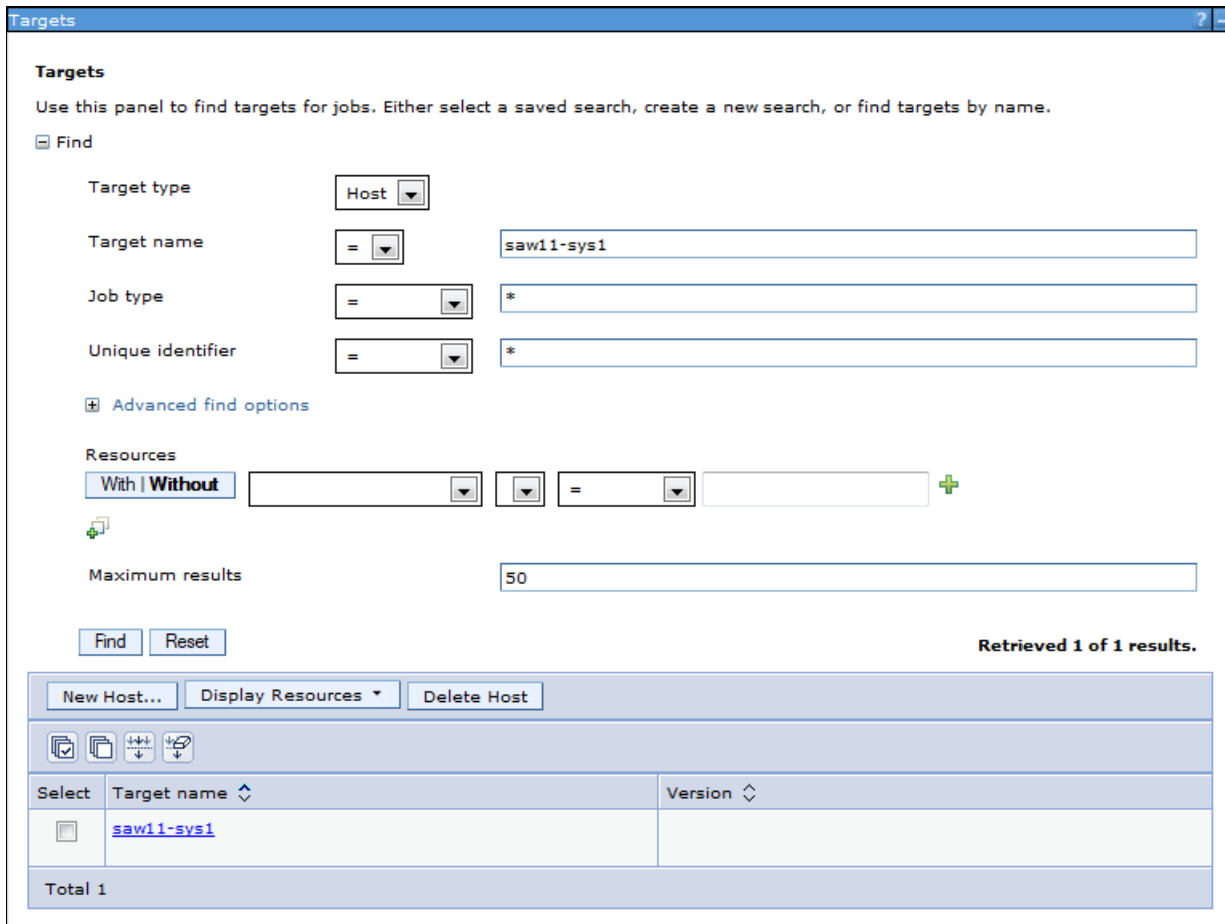 Targets ? –
Targets
Use this panel to find targets for jobs. Either select a saved search, create a new search, or find targets by name.
Find
Target type Host
Target name = saw11-sys1
Job type = *
Unique identifier = *
Advanced find options
Resources
With | Without =
Maximum results 50
Find Reset Retrieved 1 of 1 results.
New Host... Display Resources Delete Host
Select Target name Version
saw11-sys1
Total 1